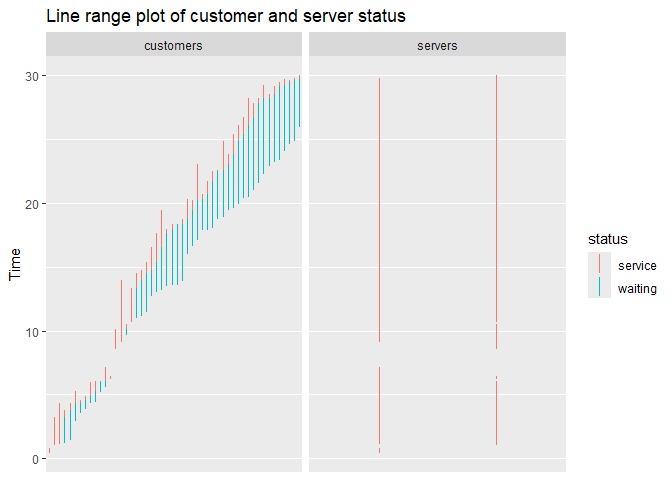 Line range plot of customer and server status
customers
servers
30
20
10
0
Time
status
service
waiting